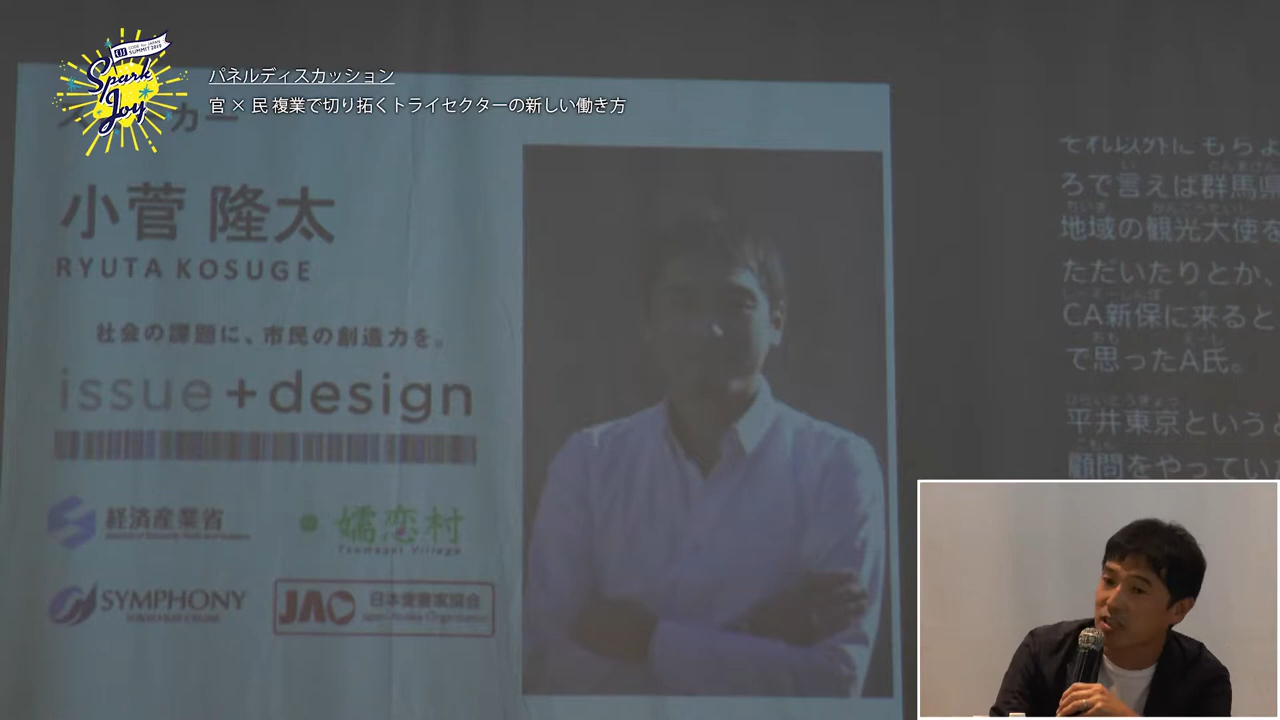 CODE for JAPAN
SUMMIT 2019
Spark
Joy
パネルディスカッション
官 × 民 複業で切り拓くトライセクターの新しい働き方
カー
小菅 隆太
RYUTA KOSUGE
社会の課題に、市民の創造力を。
issue+design
経済産業省
嬬恋村
Tsumagoi Village
SYMPHONY
JAO
日本愛妻家協会
Japan Aisaika Organization
それ以外にもちょ
ろで言えば群馬県
地域の観光大使を
ただいたりとか、
CA新保に来ると
で思ったA氏。
平井東京というと
顧問をやってい